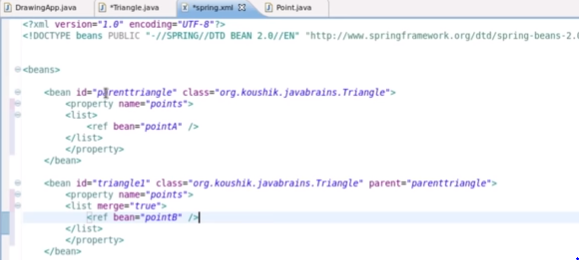 DrawingApp.java *Triangle.java *spring.xml Point.java
<?xml version="1.0" encoding="UTF-8"?>
<!DOCTYPE beans PUBLIC "-//SPRING//DTD BEAN 2.0//EN" "http://www.springframework.org/dtd/spring-beans-2.0
<beans>
<bean id="parenttriangle" class="org.koushik.javabrains.Triangle">
<property name="points">
<list>
<ref bean="pointA" />
</list>
</property>
</bean>
<bean id="triangle1" class="org.koushik.javabrains.Triangle" parent="parenttriangle">
<property name="points">
<list merge="true">
<ref bean="pointB" />
</list>
</property>
</bean>